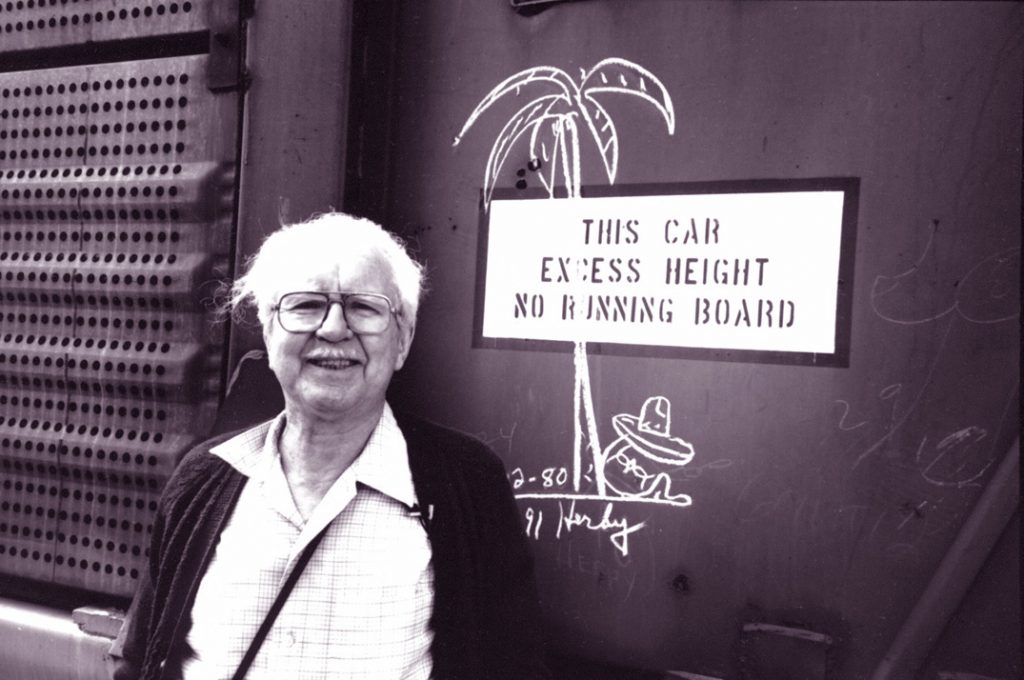 THIS CAR
EXCESS HEIGHT
NO RUNNING BOARD
2-80
91 Herby